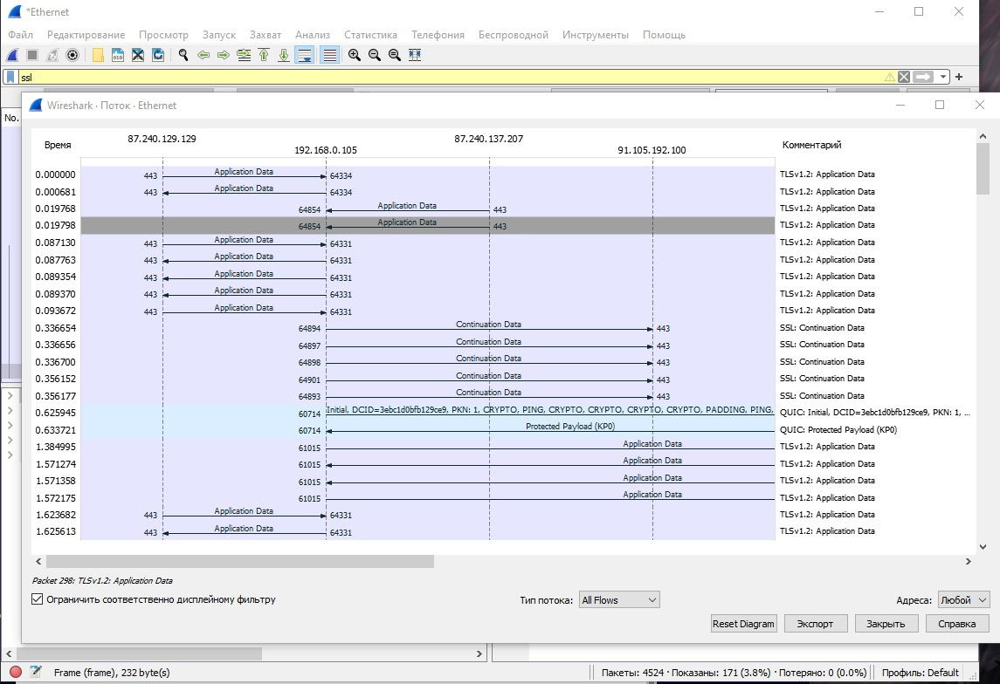 *Ethernet
Файл Редактирование Просмотр Запуск Захват Анализ Статистика Телефония Беспроводной Инструменты Помощь
ssl
No.
Wireshark · Поток · Ethernet
87.240.129.129 87.240.137.207
Время 192.168.0.105 91.105.192.100 Комментарий
0.000000 443 Application Data 64334 TLSv1.2: Application Data
0.000681 443 Application Data 64334 TLSv1.2: Application Data
0.019768 64854 Application Data 443 TLSv1.2: Application Data
0.019798 64854 Application Data 443 TLSv1.2: Application Data
0.087130 443 Application Data 64331 TLSv1.2: Application Data
0.087763 443 Application Data 64331 TLSv1.2: Application Data
0.089354 443 Application Data 64331 TLSv1.2: Application Data
0.089370 443 Application Data 64331 TLSv1.2: Application Data
0.093672 443 Application Data 64331 TLSv1.2: Application Data
0.336654 64894 Continuation Data 443 SSL: Continuation Data
0.336656 64897 Continuation Data 443 SSL: Continuation Data
0.336700 64898 Continuation Data 443 SSL: Continuation Data
0.356152 64901 Continuation Data 443 SSL: Continuation Data
0.356177 64893 Continuation Data 443 SSL: Continuation Data
0.625945 60714 Initial, DCID=3ebc1d0bfb129ce9, PKN: 1, CRYPTO, PING, CRYPTO, CRYPTO, CRYPTO, CRYPTO, PADDING, PING, QUIC: Initial, DCID=3ebc1d0bfb129ce9, PKN: 1, ...
0.633721 60714 Protected Payload (KP0) QUIC: Protected Payload (KP0)
1.384995 61015 Application Data TLSv1.2: Application Data
1.571274 61015 Application Data TLSv1.2: Application Data
1.571358 61015 Application Data TLSv1.2: Application Data
1.572175 61015 Application Data TLSv1.2: Application Data
1.623682 443 Application Data 64331 TLSv1.2: Application Data
1.625613 443 Application Data 64331 TLSv1.2: Application Data
Packet 298: TLSv1.2: Application Data
Ограничить соответственно дисплейному фильтру Тип потока: All Flows Адреса: Любой
Reset Diagram Экспорт Закрыть Справка
Frame (frame), 232 byte(s) Пакеты: 4524 · Показаны: 171 (3.8%) · Потеряно: 0 (0.0%) Профиль: Default